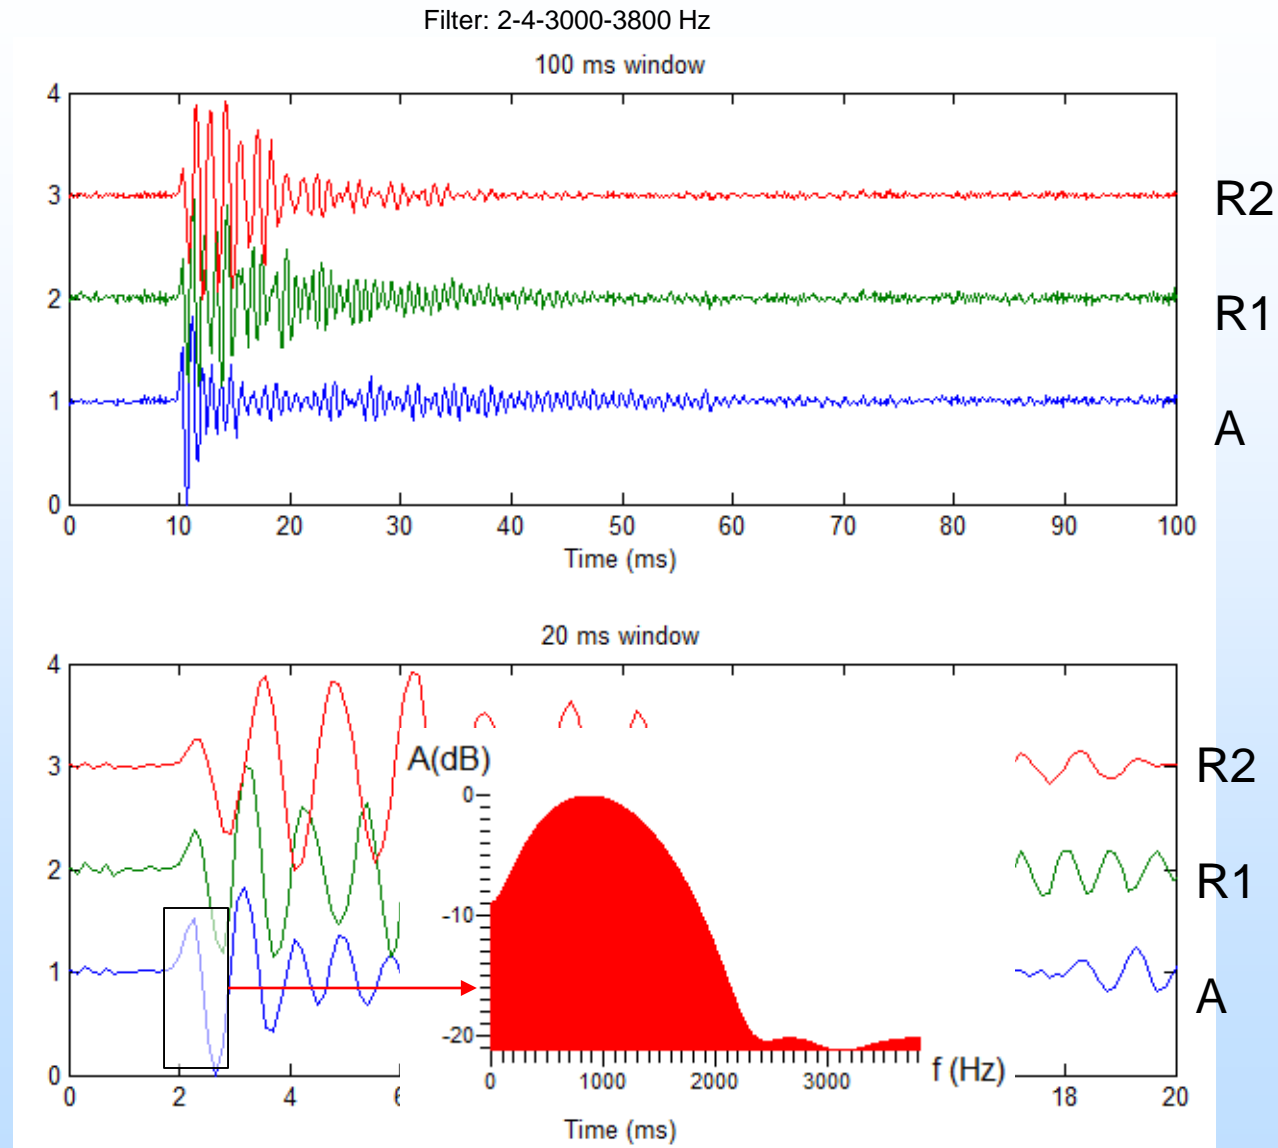 Filter: 2-4-3000-3800 Hz
100 ms window
4
3
2
1
0
R2
R1
A
0 10 20 30 40 50 60 70 80 90 100
Time (ms)
20 ms window
4
3
2
1
0
A(dB)
0
-10
-20
0 1000 2000 3000
f (Hz)
R2
R1
A
0 2 4 18 20
Time (ms)